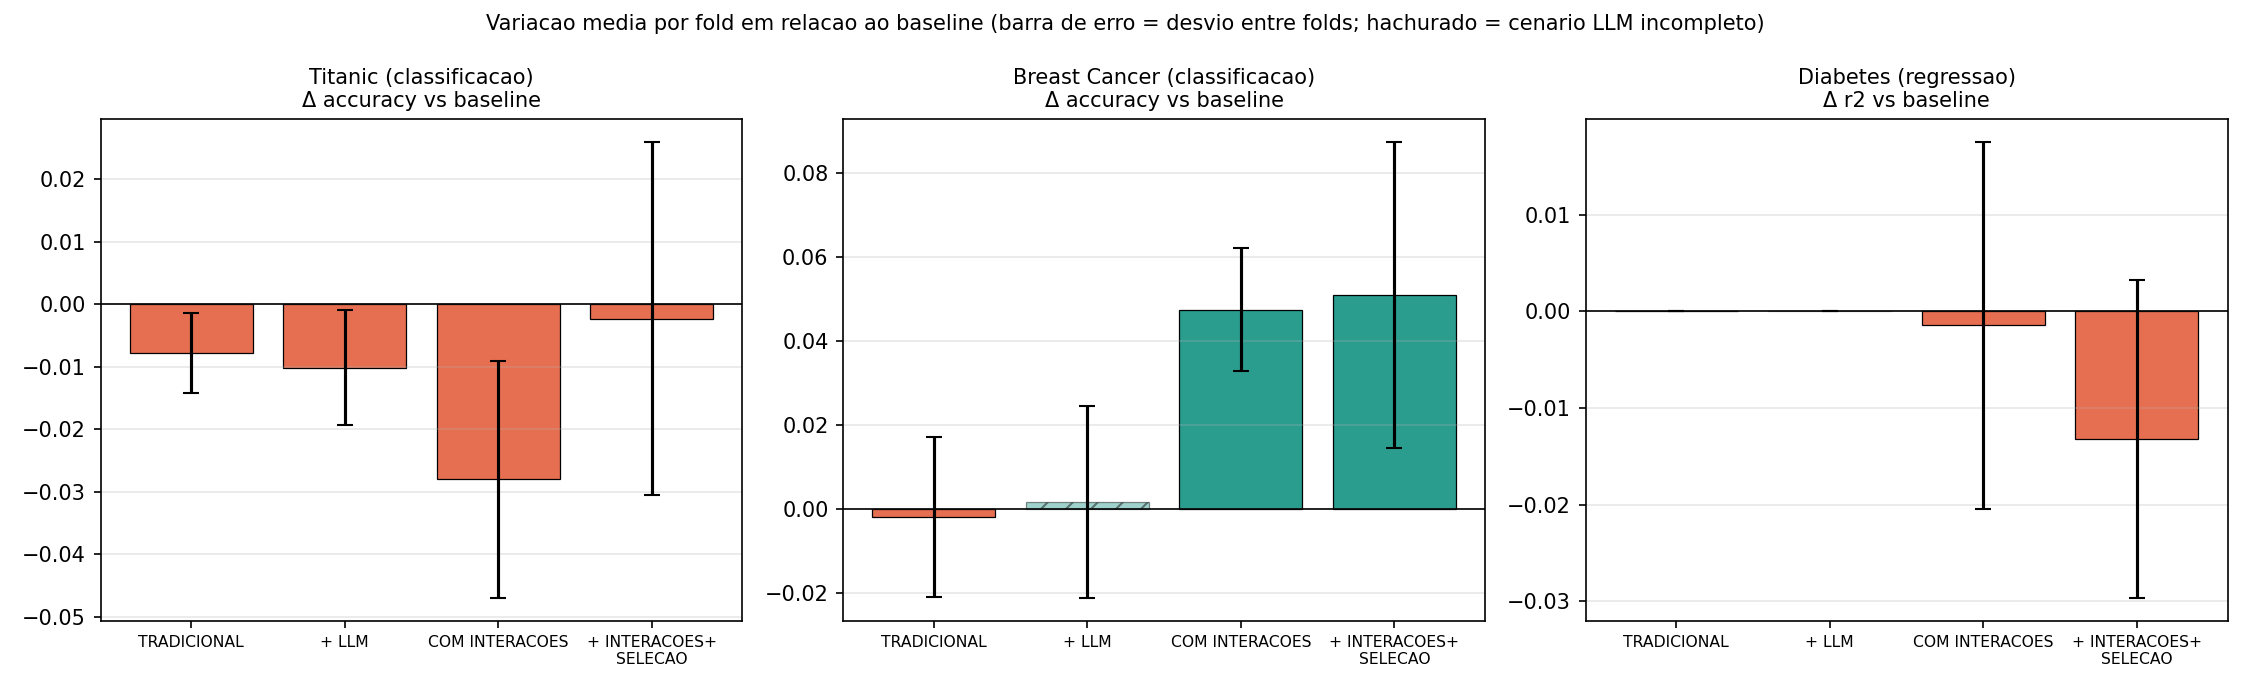 Variacao media por fold em relacao ao baseline (barra de erro = desvio entre folds; hachurado = cenario LLM incompleto)
Titanic (classificacao)
Δ accuracy vs baseline
0.02
0.01
0.00
−0.01
−0.02
−0.03
−0.04
−0.05
TRADICIONAL
+ LLM
COM INTERACOES
+ INTERACOES+
SELECAO
Breast Cancer (classificacao)
Δ accuracy vs baseline
0.08
0.06
0.04
0.02
0.00
−0.02
TRADICIONAL
+ LLM
COM INTERACOES
+ INTERACOES+
SELECAO
Diabetes (regressao)
Δ r2 vs baseline
0.01
0.00
−0.01
−0.02
−0.03
TRADICIONAL
+ LLM
COM INTERACOES
+ INTERACOES+
SELECAO